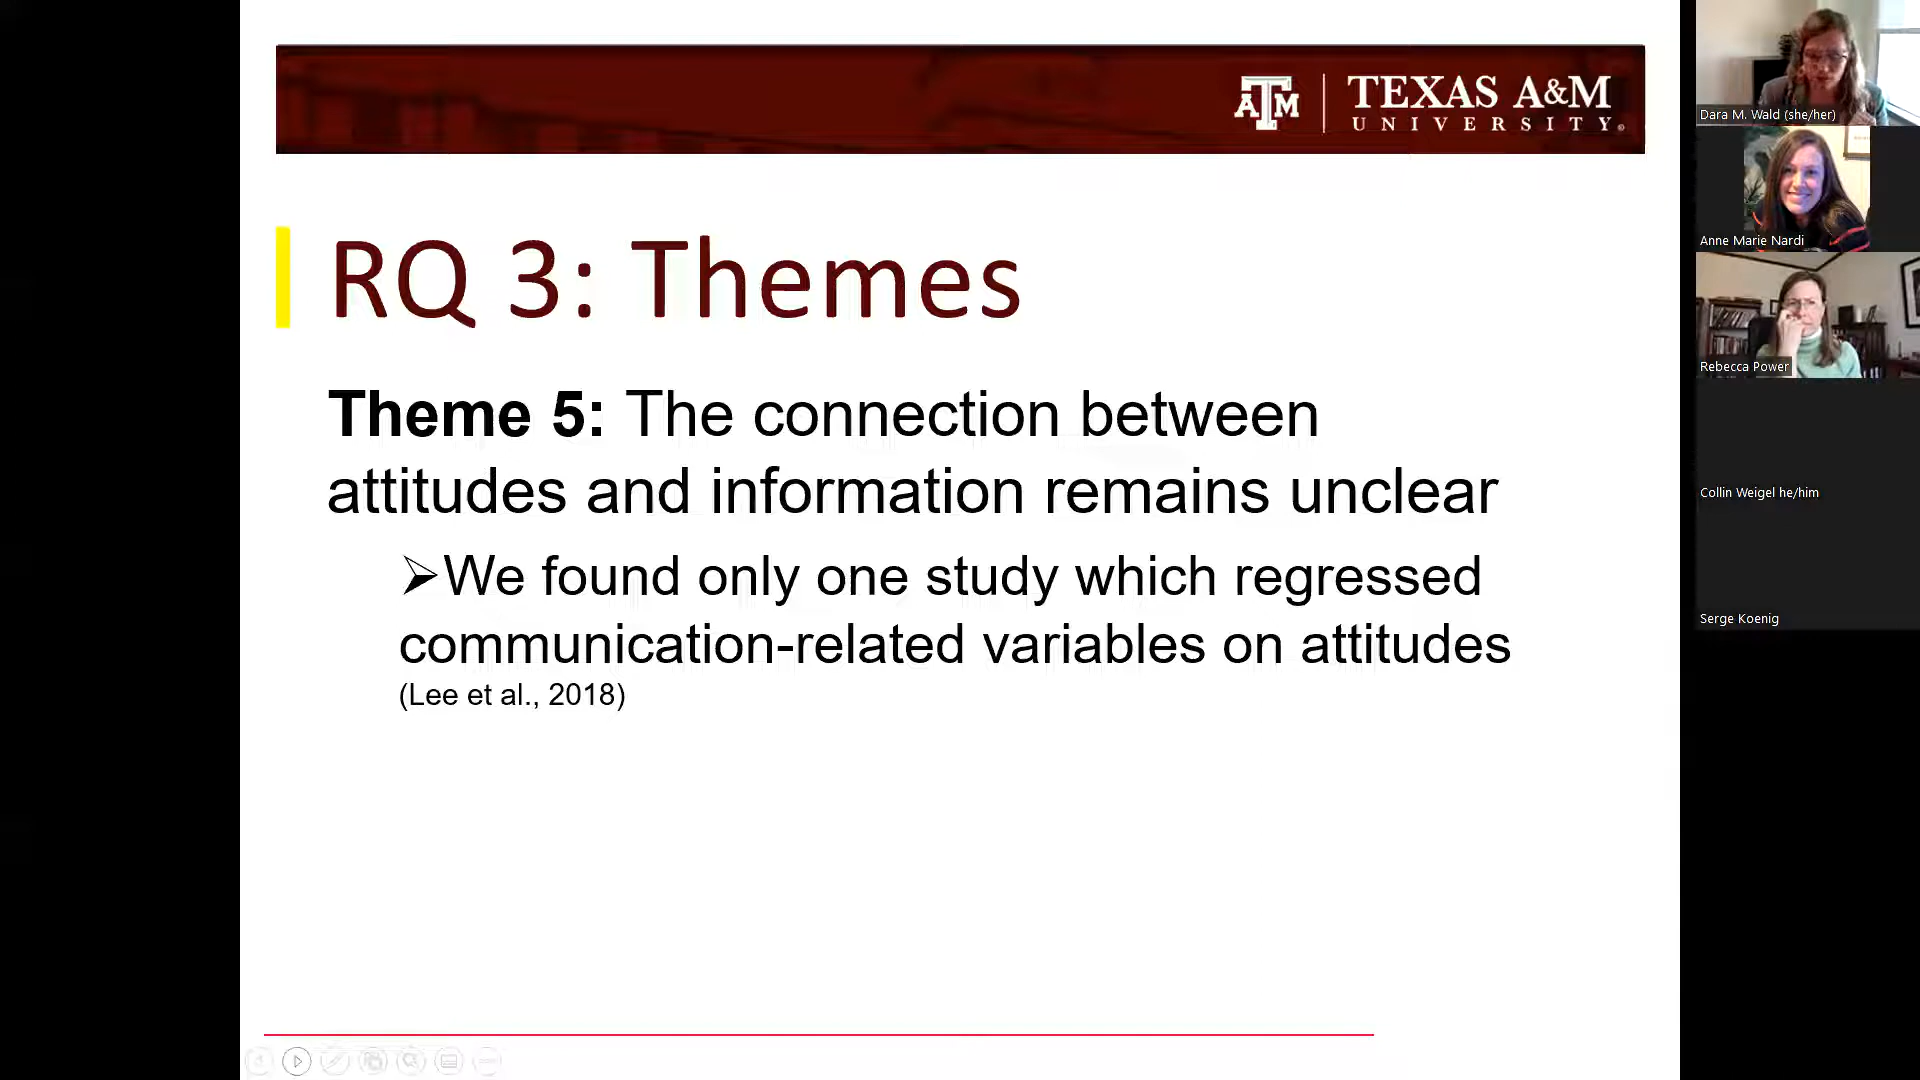 ATM
TEXAS A&M
UNIVERSITY®
RQ 3: Themes
Theme 5: The connection between
attitudes and information remains unclear
➢We found only one study which regressed
communication-related variables on attitudes
(Lee et al., 2018)
Dara M. Wald (she/her)
Anne Marie Nardi
Rebecca Power
Collin Weigel he/him
Serge Koenig